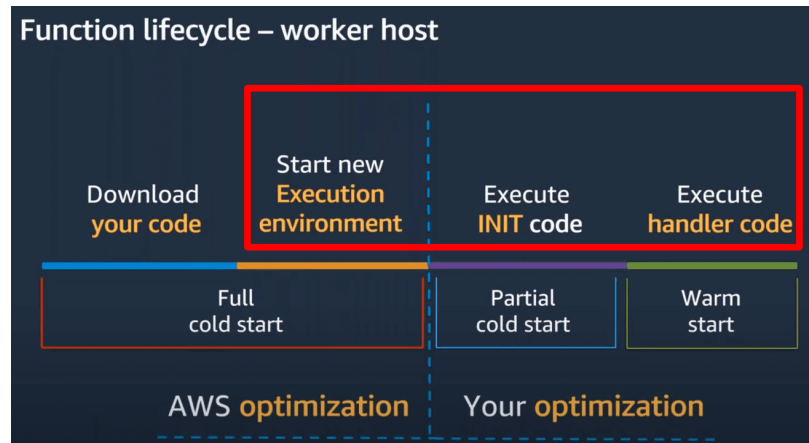 Function lifecycle – worker host
Download
your code
Start new
Execution
environment
Execute
INIT code
Execute
handler code
Full
cold start
Partial
cold start
Warm
start
AWS optimization
Your optimization